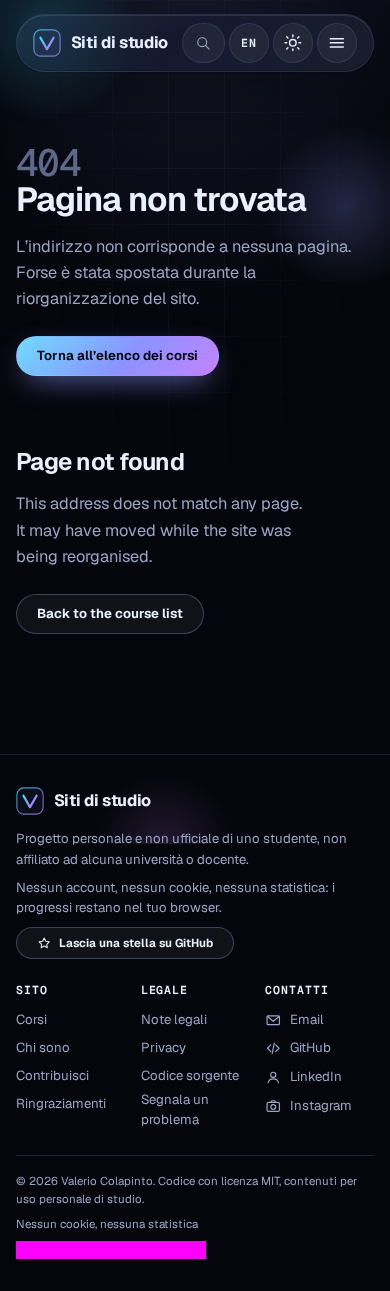 Siti di studio
EN
404
Pagina non trovata
L’indirizzo non corrisponde a nessuna pagina.
Forse è stata spostata durante la
riorganizzazione del sito.
Torna all’elenco dei corsi
Page not found
This address does not match any page.
It may have moved while the site was
being reorganised.
Back to the course list
Siti di studio
Progetto personale e non ufficiale di uno studente, non
affiliato ad alcuna università o docente.
Nessun account, nessun cookie, nessuna statistica: i
progressi restano nel tuo browser.
Lascia una stella su GitHub
SITO
Corsi
Chi sono
Contribuisci
Ringraziamenti
LEGALE
Note legali
Privacy
Codice sorgente
Segnala un
problema
CONTATTI
Email
GitHub
LinkedIn
Instagram
© 2026 Valerio Colapinto. Codice con licenza MIT, contenuti per
uso personale di studio.
Nessun cookie, nessuna statistica